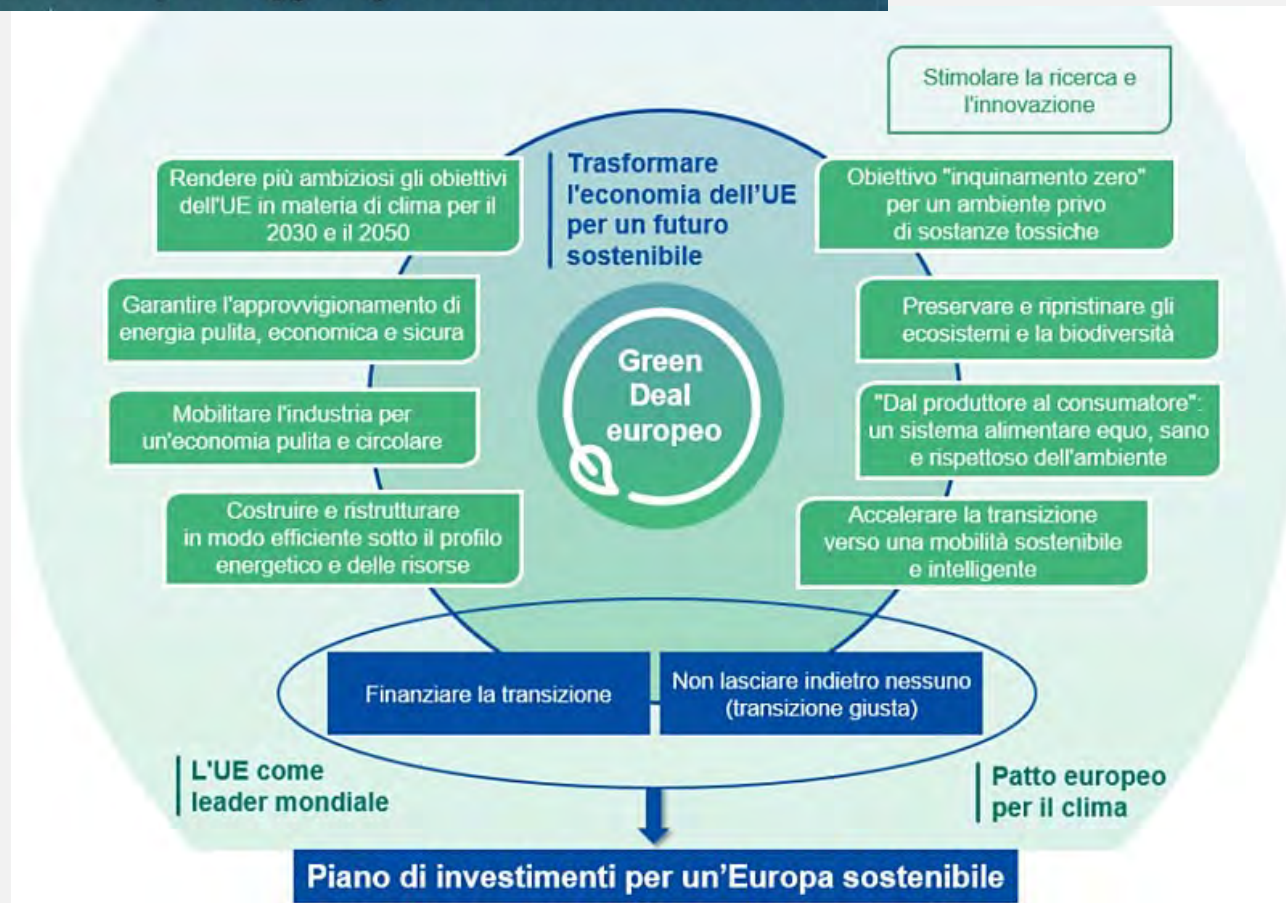 Stimolare la ricerca e
l'innovazione
Trasformare
l'economia dell'UE
per un futuro
sostenibile
Rendere più ambiziosi gli obiettivi
dell'UE in materia di clima per il
2030 e il 2050
Garantire l'approvvigionamento di
energia pulita, economica e sicura
Mobilitare l'industria per
un'economia pulita e circolare
Costruire e ristrutturare
in modo efficiente sotto il profilo
energetico e delle risorse
Green
Deal
europeo
Obiettivo "inquinamento zero"
per un ambiente privo
di sostanze tossiche
Preservare e ripristinare gli
ecosistemi e la biodiversità
"Dal produttore al consumatore":
un sistema alimentare equo, sano
e rispettoso dell'ambiente
Accelerare la transizione
verso una mobilità sostenibile
e intelligente
Finanziare la transizione
Non lasciare indietro nessuno
(transizione giusta)
L'UE come
leader mondiale
Patto europeo
per il clima
Piano di investimenti per un'Europa sostenibile